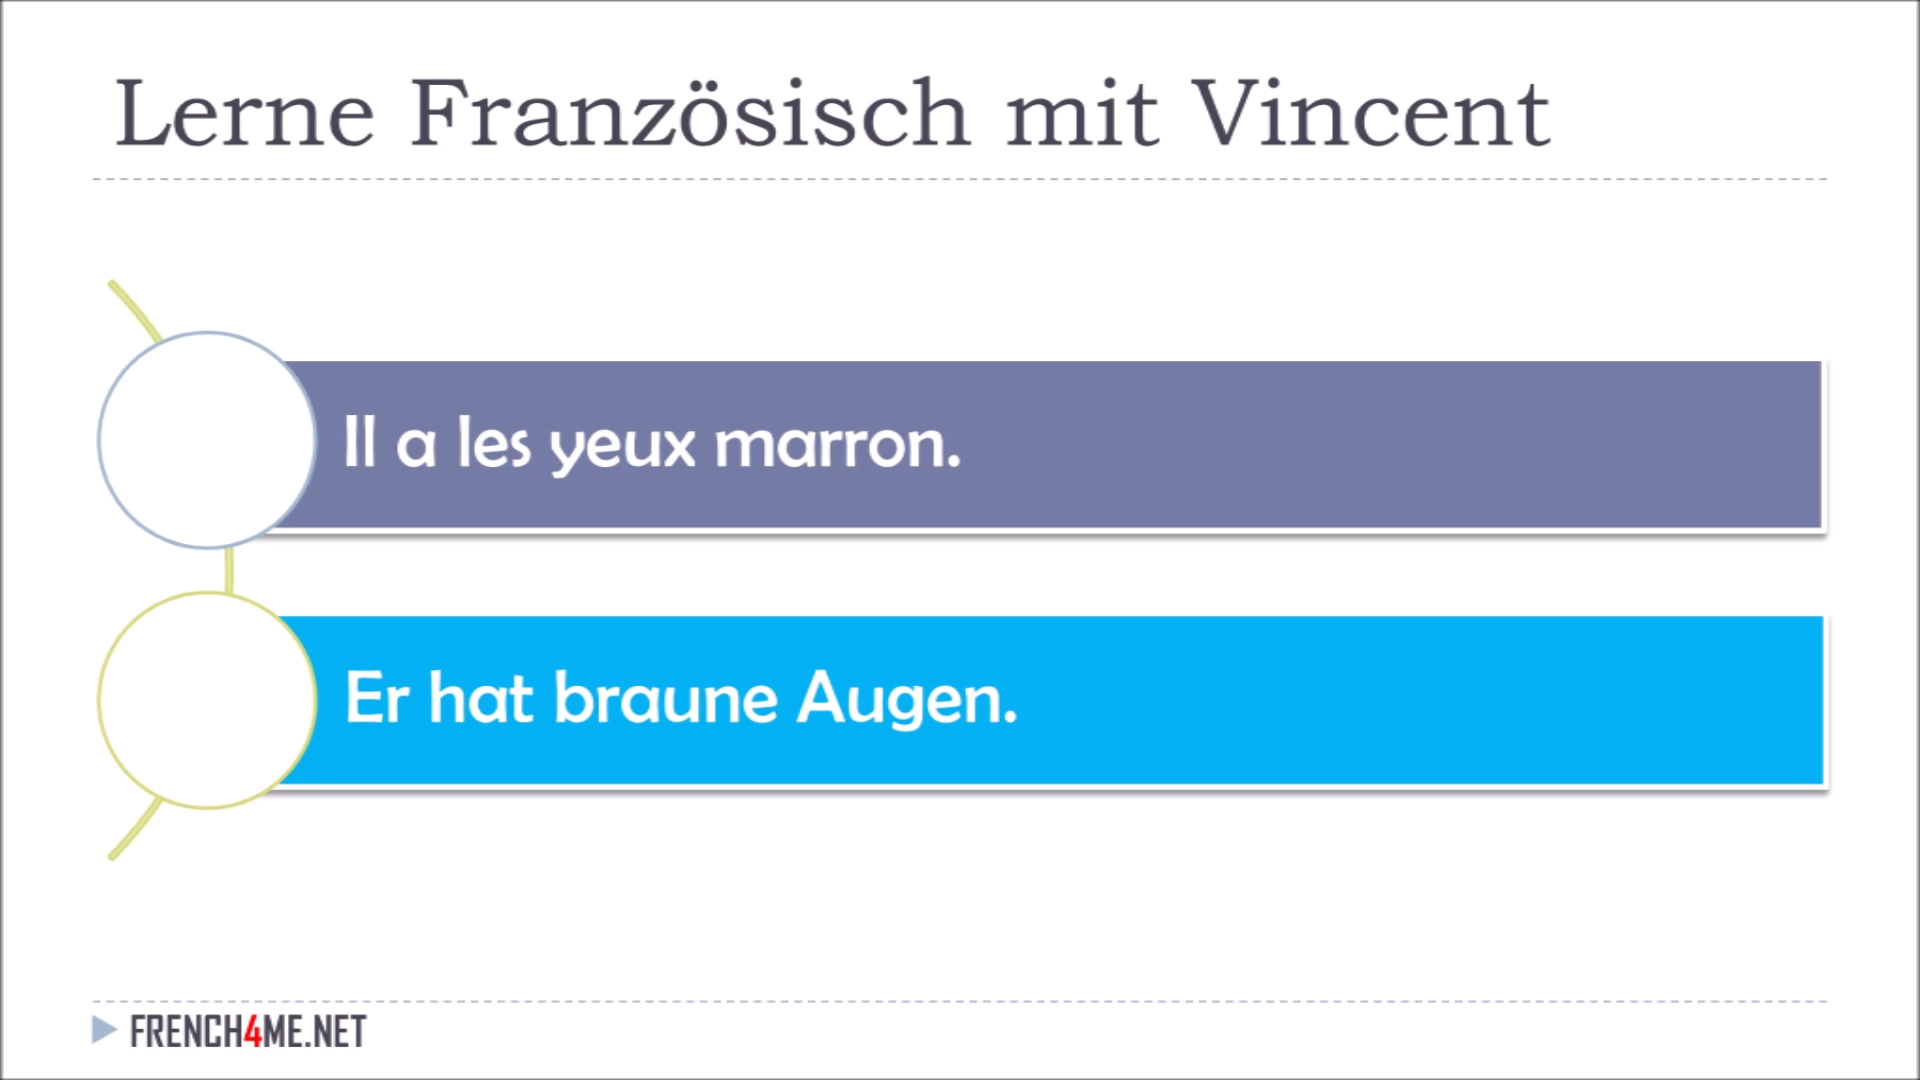 Lerne Französisch mit Vincent
Il a les yeux marron.
Er hat braune Augen.
FRENCH4ME.NET